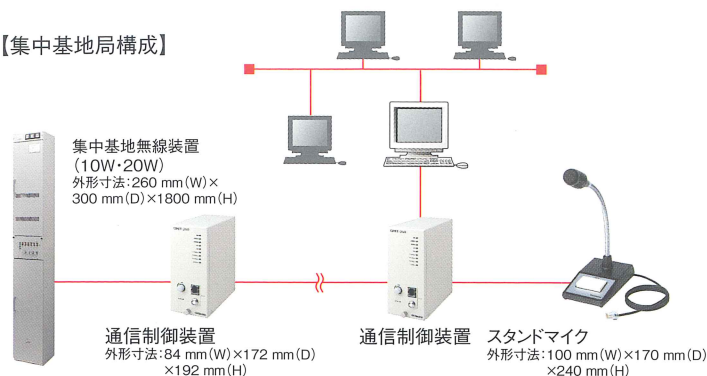 【集中基地局構成】
集中基地無線装置
(10W・20W)
外形寸法:260 mm(W)×
300 mm(D)×1800 mm(H)
通信制御装置
外形寸法:84 mm(W)×172 mm(D)
×192 mm(H)
通信制御装置
スタンドマイク
外形寸法:100 mm(W)×170 mm(D)
×240 mm(H)